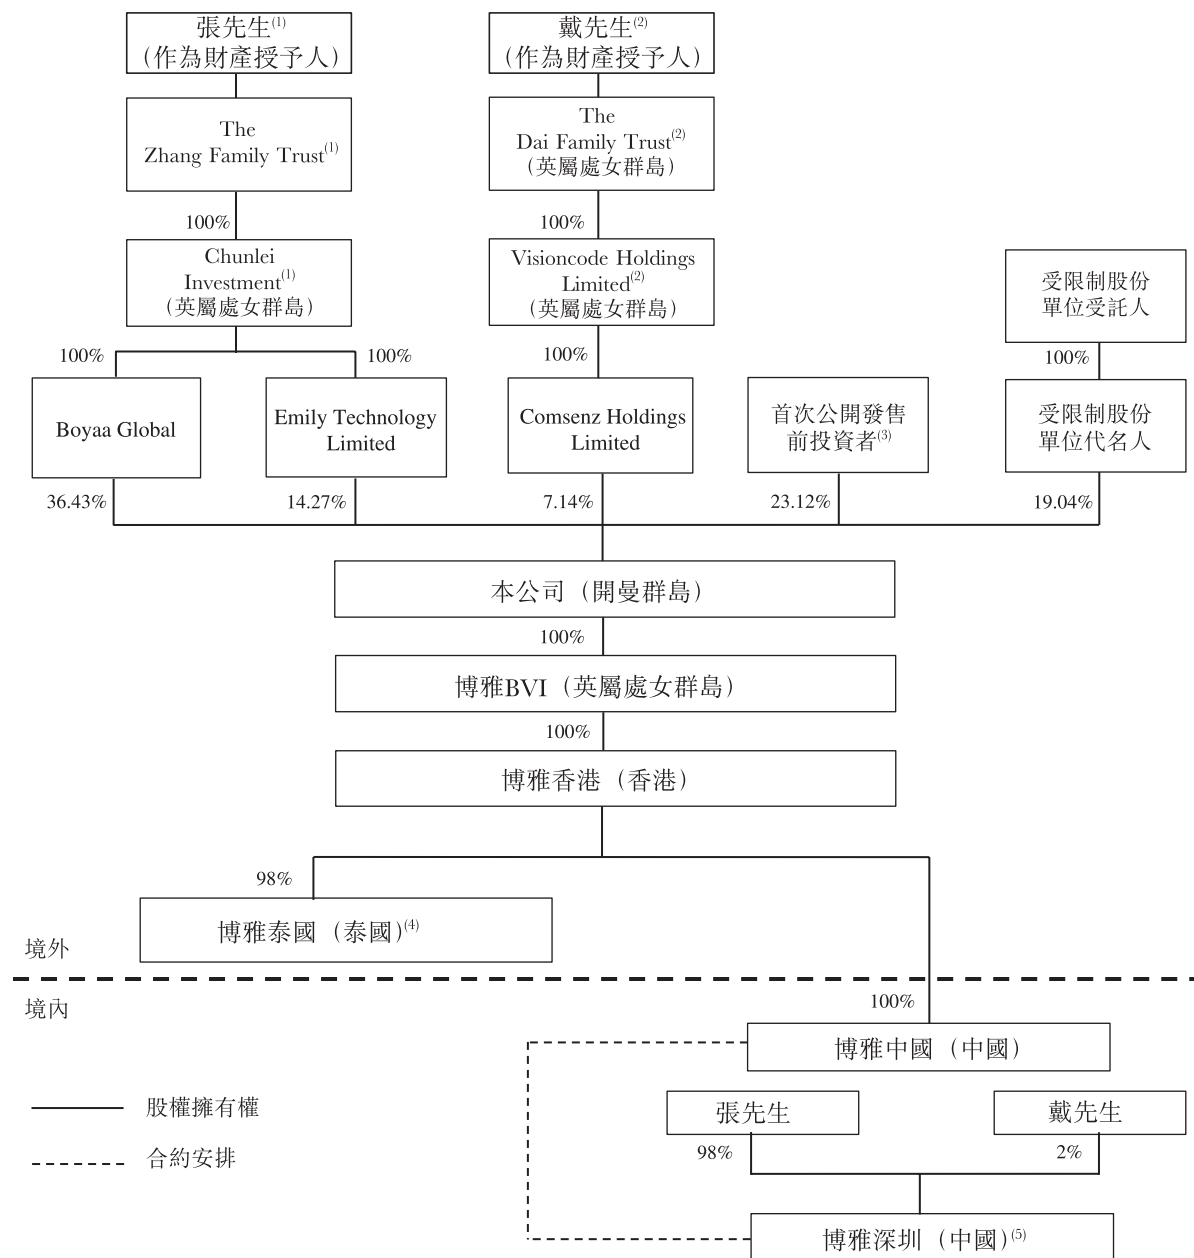 張先生(1)
(作為財產授予人)
戴先生(2)
(作為財產授予人)
The
Zhang Family Trust(1)
The
Dai Family Trust(2)
(英屬處女群島)
100%
100%
Chunlei
Investment(1)
(英屬處女群島)
Visioncode Holdings
Limited(2)
(英屬處女群島)
受限制股份
單位受託人
100%
100%
100%
100%
Boyaa Global
Emily Technology
Limited
Comsenz Holdings
Limited
首次公開發售
前投資者(3)
受限制股份
單位代名人
36.43%
14.27%
7.14%
23.12%
19.04%
本公司(開曼群島)
100%
博雅BVI(英屬處女群島)
100%
博雅香港(香港)
98%
博雅泰國(泰國)(4)
境外
境內
100%
博雅中國(中國)
張先生
戴先生
股權擁有權
98%
2%
合約安排
博雅深圳(中國)(5)